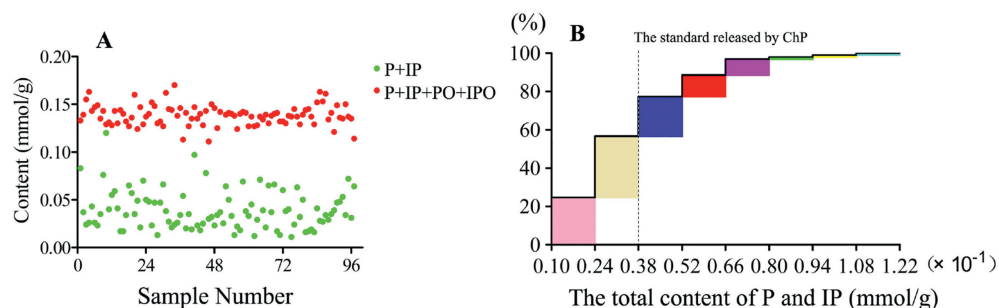 A
Content (mmol/g)
0.20
0.15
0.10
0.05
0.00
0 24 48 72 96
Sample Number
P+IP
P+IP+PO+IPO
(%)
B
The standard released by ChP
100
80
60
40
20
0
0.10 0.24 0.38 0.52 0.66 0.80 0.94 1.08 1.22 (× 10⁻¹)
The total content of P and IP (mmol/g)